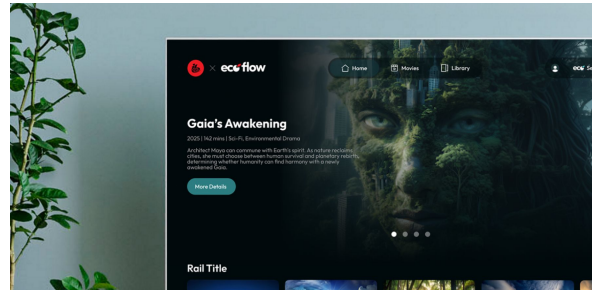 × ecoflow
Home
Movies
Library
eco
Gaia's Awakening
2025 | 142 mins | Sci-Fi, Environmental Drama
Architect Maya can commune with Earth's spirit. As nature reclaims
cities, she must choose between human survival and planetary rebirth,
determining whether humanity can find harmony with a newly
awakened Gaia.
More Details
Rail Title